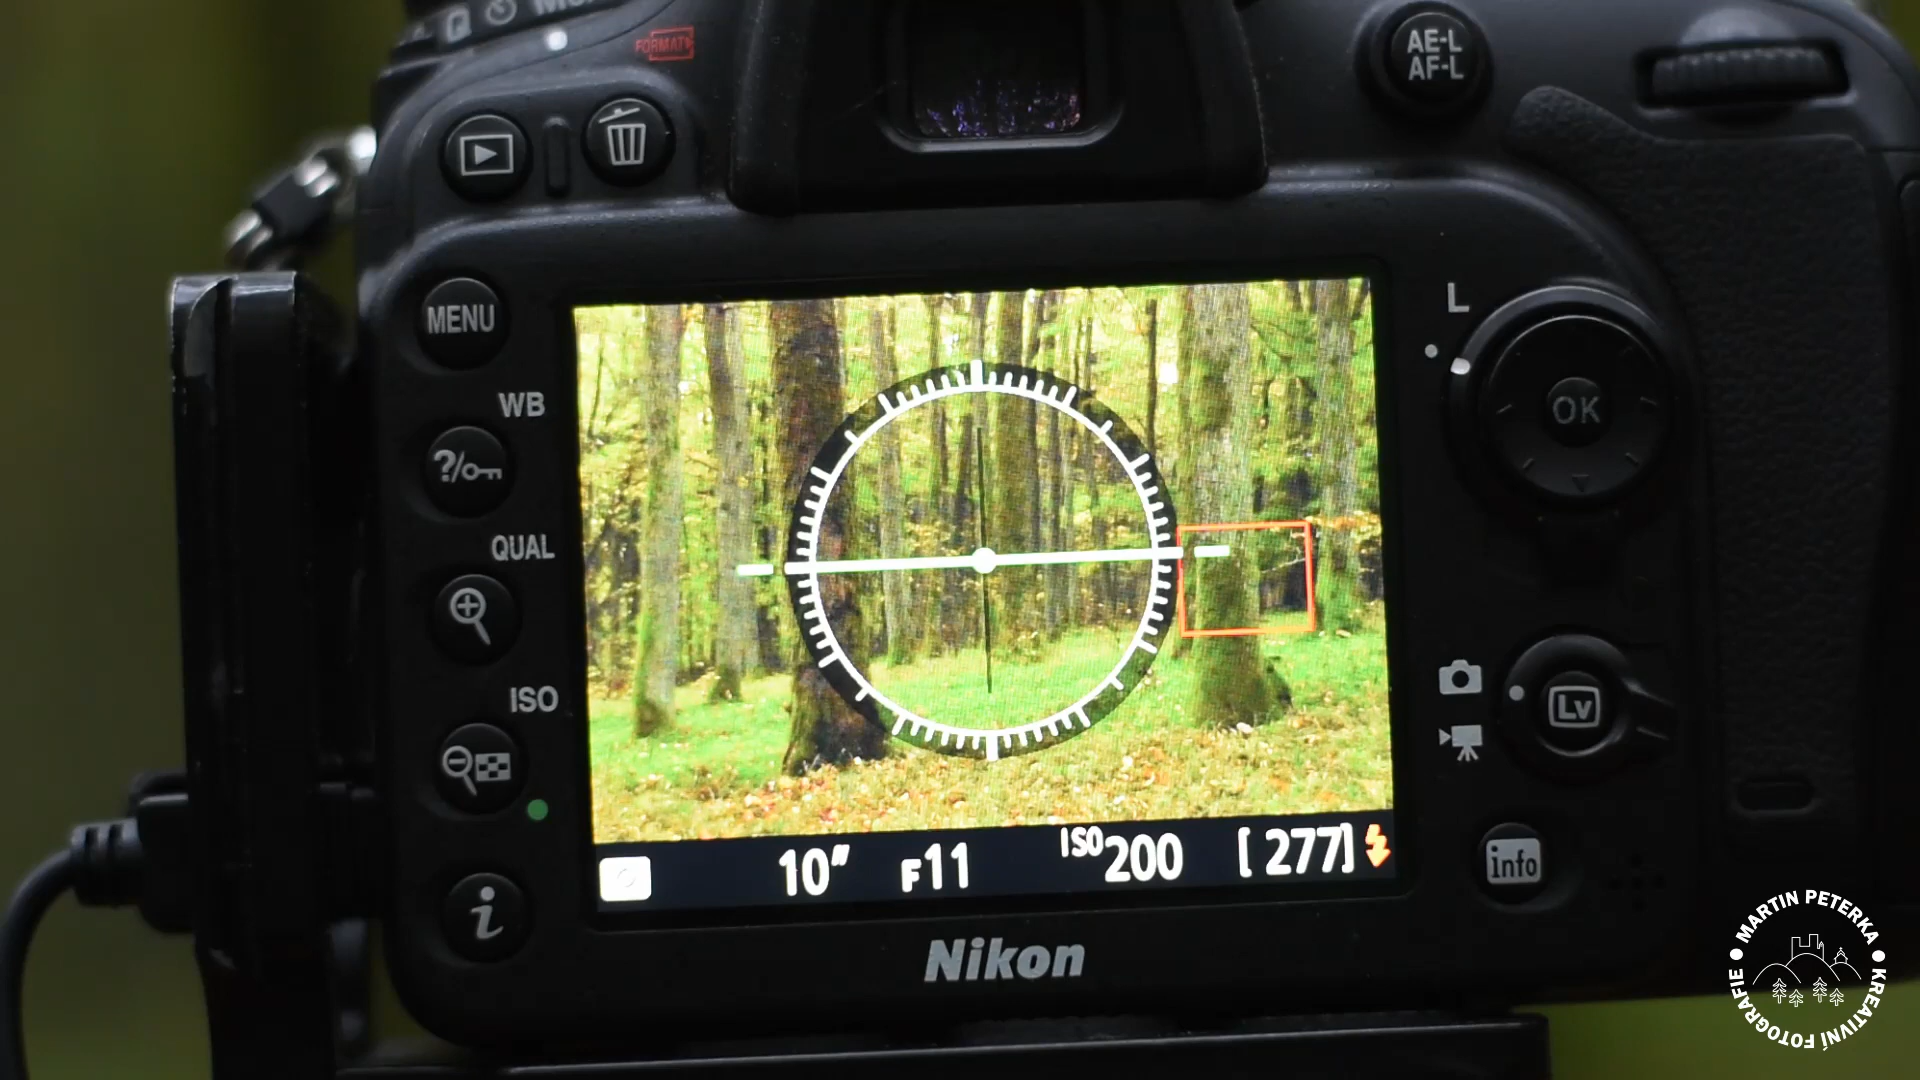 FORMAT
AE-L
AF-L
MENU
WB
?
QUAL
ISO
i
L
OK
Lv
info
10" F11 ISO200 [277]
Nikon
MARTIN PETERKA
KREATIVNÍ FOTOGRAFIE